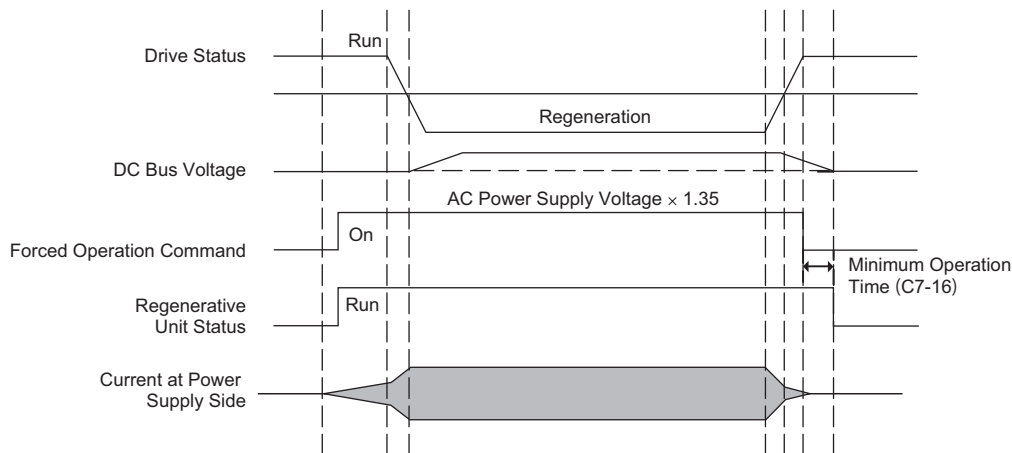 Run
Drive Status
Regeneration
DC Bus Voltage
AC Power Supply Voltage × 1.35
On
Forced Operation Command
Minimum Operation
Time (C7-16)
Regenerative
Unit Status
Run
Current at Power
Supply Side